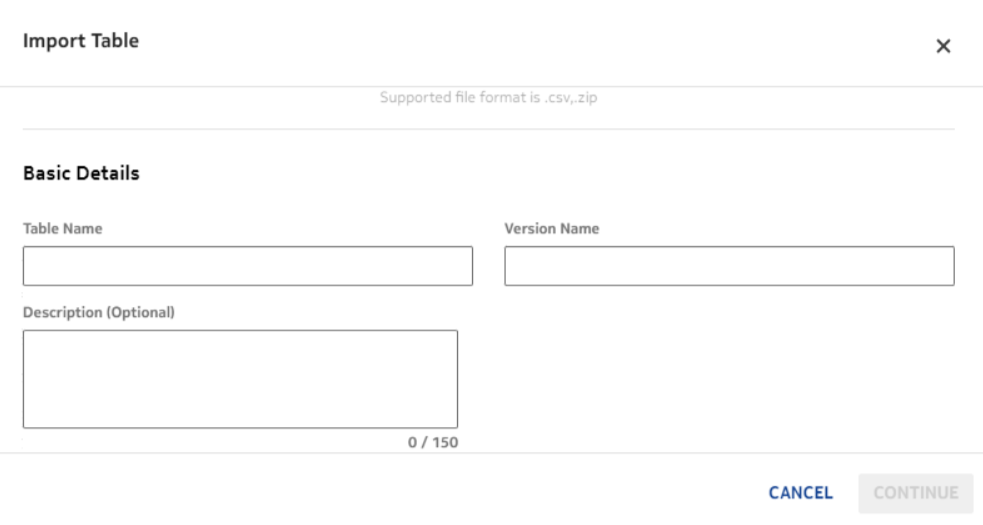 Import Table
Supported file format is .csv,.zip
Basic Details
Table Name
Version Name
Description (Optional)
0 / 150
CANCEL
CONTINUE